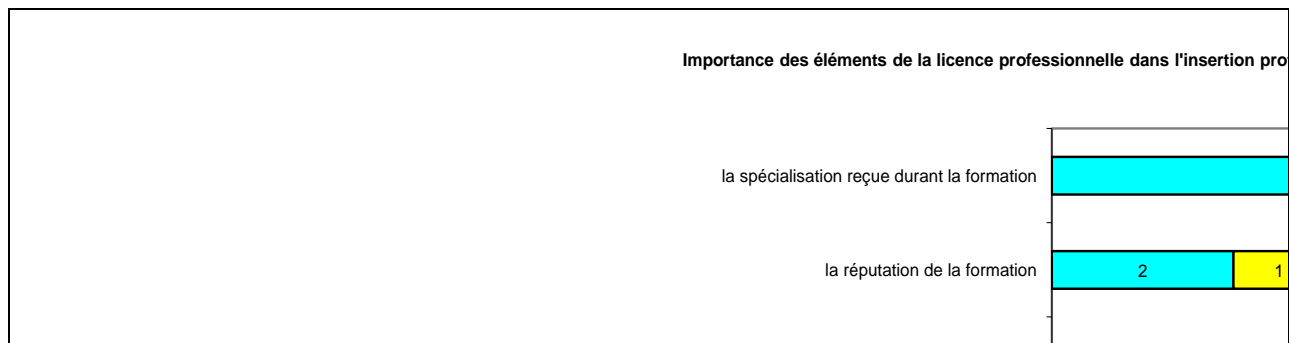 Importance des éléments de la licence professionnelle dans l'insertion
la spécialisation reçue durant la formation
la réputation de la formation
2
1